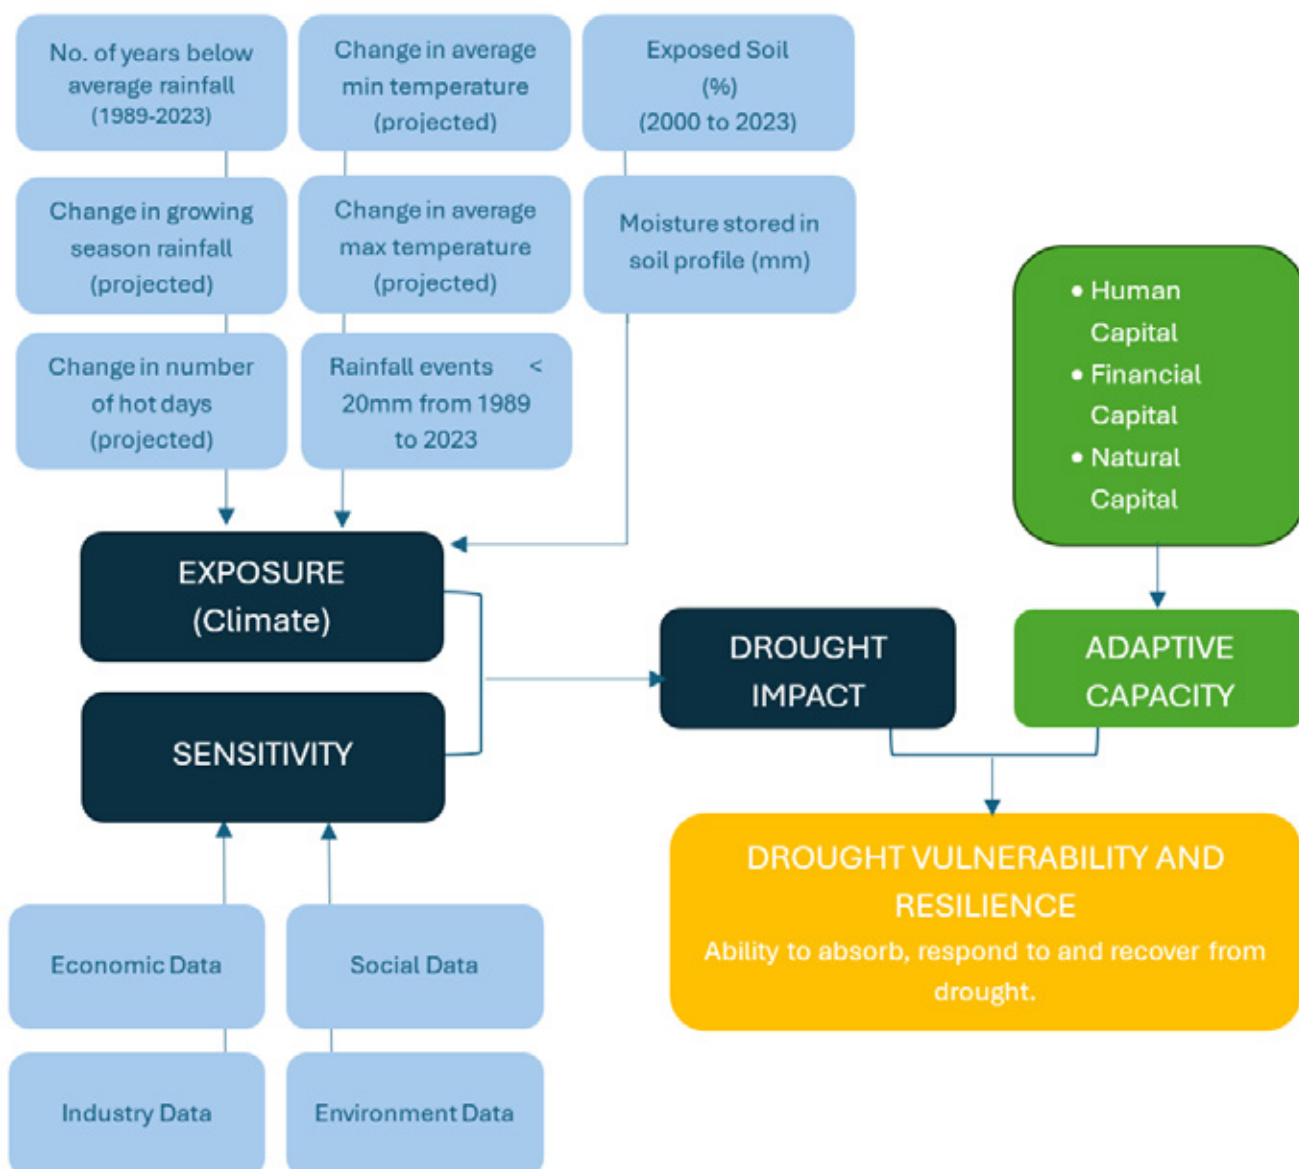 No. of years below
average rainfall
(1989-2023)
Change in average
min temperature
(projected)
Exposed Soil
(%)
(2000 to 2023)
Change in growing
season rainfall
(projected)
Change in average
max temperature
(projected)
Moisture stored in
soil profile (mm)
Change in number
of hot days
(projected)
Rainfall events <
20mm from 1989
to 2023
• Human
Capital
• Financial
Capital
• Natural
Capital
EXPOSURE
(Climate)
SENSITIVITY
DROUGHT
IMPACT
ADAPTIVE
CAPACITY
DROUGHT VULNERABILITY AND
RESILIENCE
Ability to absorb, respond to and recover from
drought.
Economic Data
Social Data
Industry Data
Environment Data